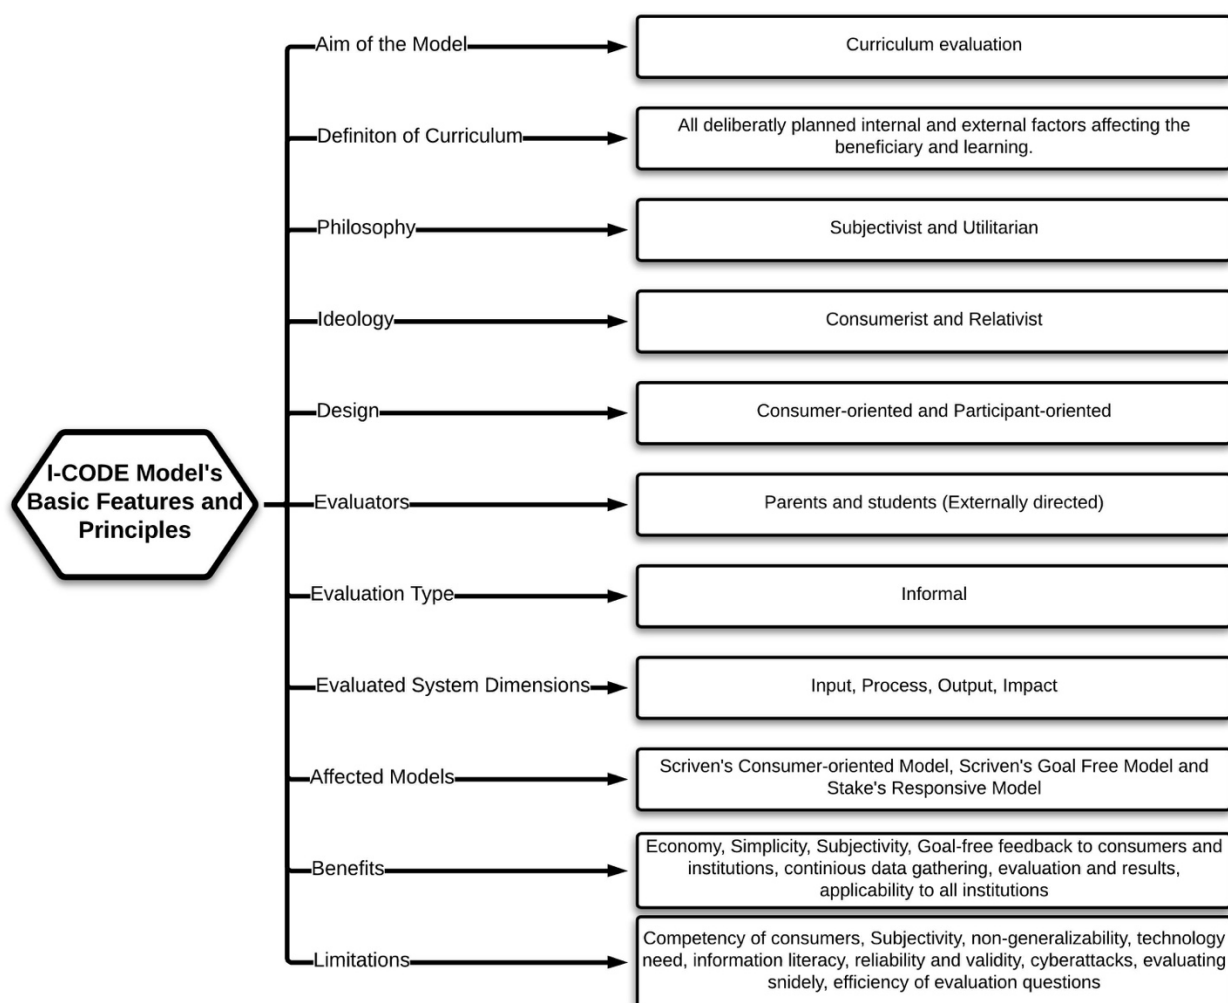 Aim of the Model
Curriculum evaluation
Definiton of Curriculum
All deliberatly planned internal and external factors affecting the
beneficiary and learning.
Philosophy
Subjectivist and Utilitarian
Ideology
Consumerist and Relativist
Design
Consumer-oriented and Participant-oriented
I-CODE Model's
Basic Features and
Principles
Evaluators
Parents and students (Externally directed)
Evaluation Type
Informal
Evaluated System Dimensions
Input, Process, Output, Impact
Affected Models
Scriven's Consumer-oriented Model, Scriven's Goal Free Model and
Stake's Responsive Model
Benefits
Economy, Simplicity, Subjectivity, Goal-free feedback to consumers and
institutions, continious data gathering, evaluation and results,
applicability to all institutions
Limitations
Competency of consumers, Subjectivity, non-generalizability, technology
need, information literacy, reliability and validity, cyberattacks, evaluating
snidely, efficiency of evaluation questions